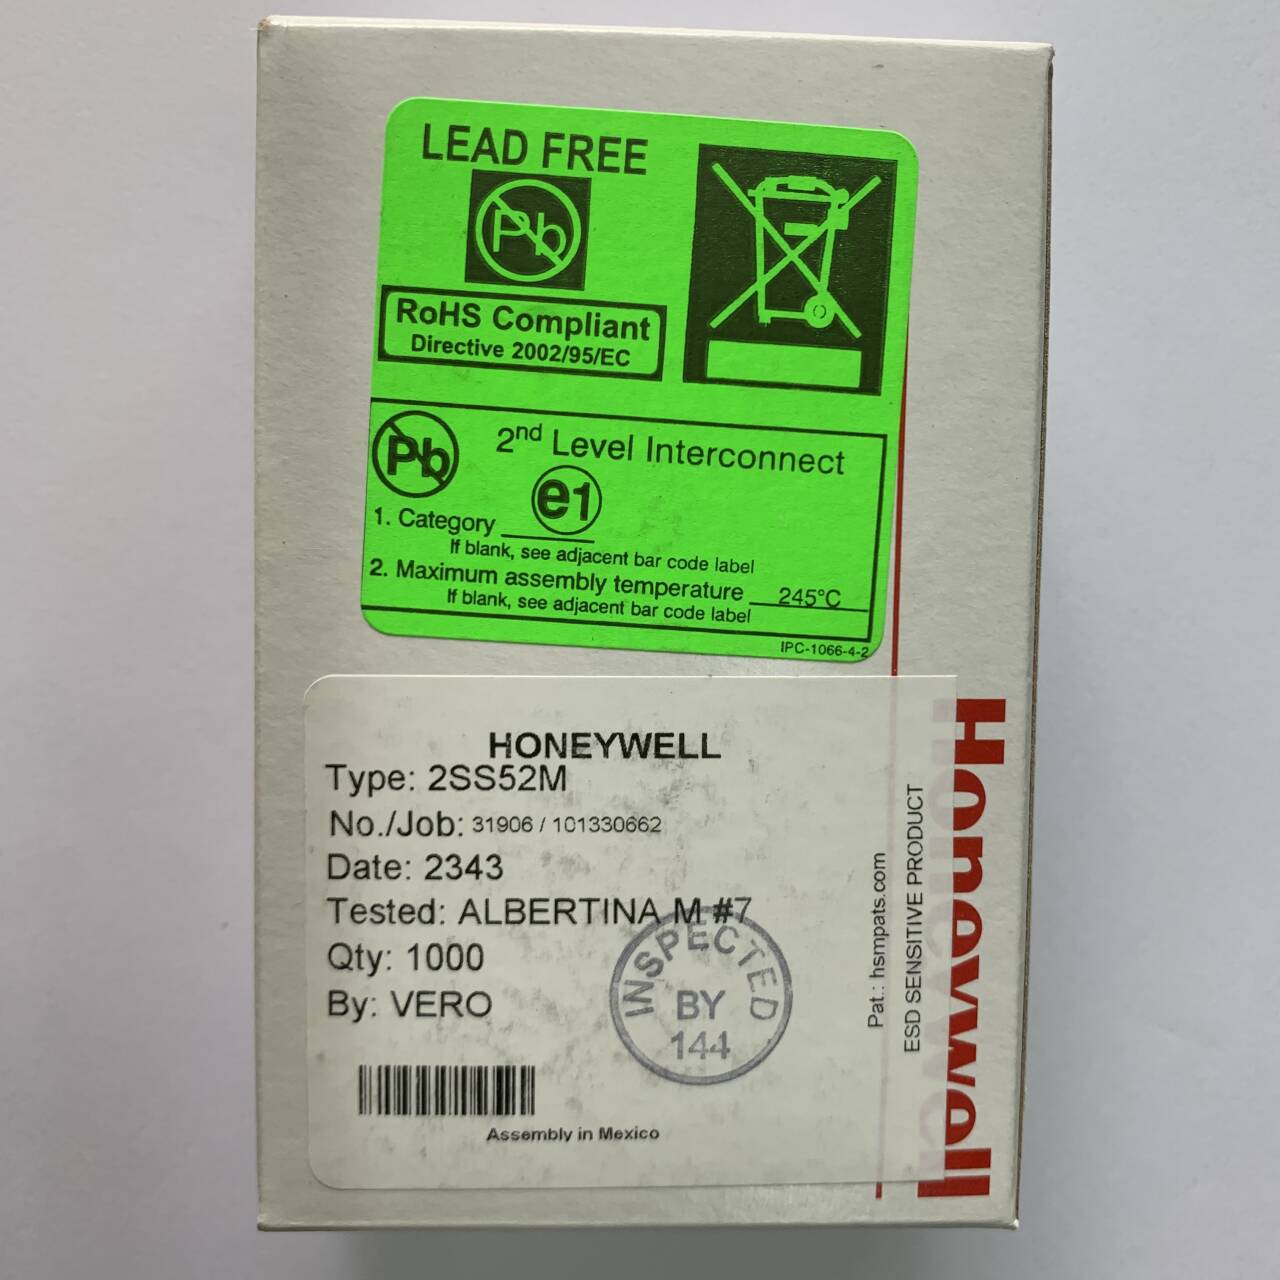 LEAD FREE
Pb
RoHS Compliant
Directive 2002/95/EC
Pb
2nd Level Interconnect
e1
1. Category
If blank, see adjacent bar code label
2. Maximum assembly temperature 245°C
If blank, see adjacent bar code label
IPC-1066-4-2
HONEYWELL
Type: 2SS52M
No./Job: 31906 / 101330662
Date: 2343
Tested: ALBERTINA M #7
Qty: 1000
By: VERO
INSPECTED
BY
144
Assembly in Mexico
Pat.: hsmpats.com
ESD SENSITIVE PRODUCT
Honeywell